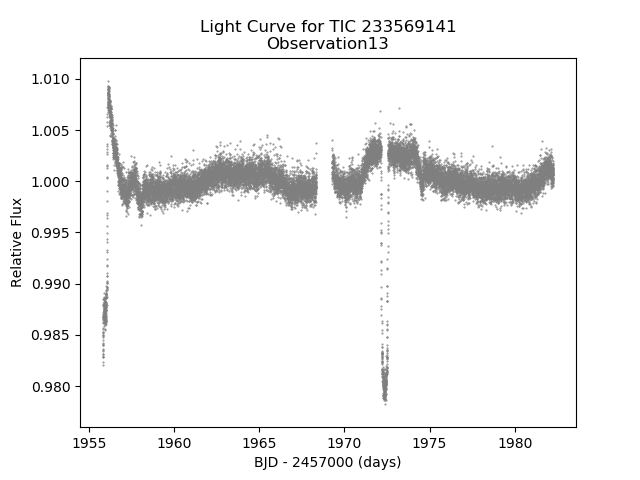 Light Curve for TIC 233569141
Observation13
1.010
1.005
1.000
0.995
0.990
0.985
0.980
Relative Flux
1955 1960 1965 1970 1975 1980
BJD - 2457000 (days)